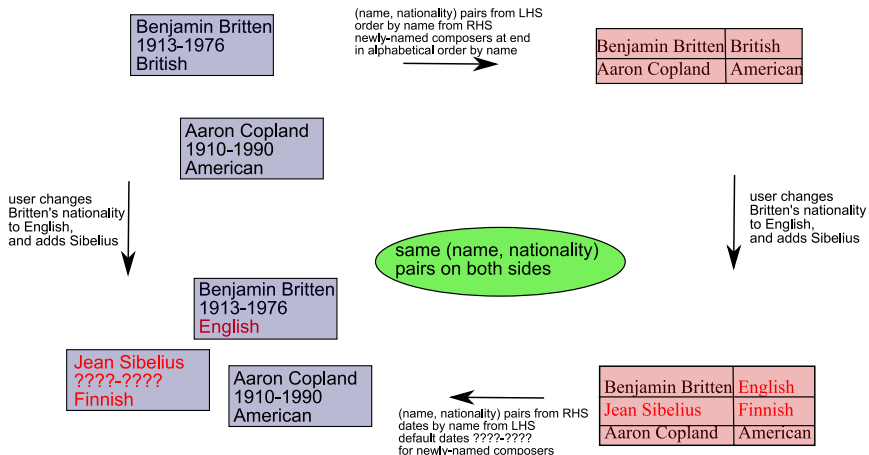 Benjamin Britten
1913-1976
British
(name, nationality) pairs from LHS
order by name from RHS
newly-named composers at end
in alphabetical order by name
Benjamin Britten British
Aaron Copland American
Aaron Copland
1910-1990
American
user changes
Britten's nationality
to English,
and adds Sibelius
same (name, nationality)
pairs on both sides
user changes
Britten's nationality
to English,
and adds Sibelius
Benjamin Britten
1913-1976
English
Jean Sibelius
????-????
Finnish
Aaron Copland
1910-1990
American
(name, nationality) pairs from RHS
dates by name from LHS
default dates ????-????
for newly-named composers
Benjamin Britten English
Jean Sibelius Finnish
Aaron Copland American